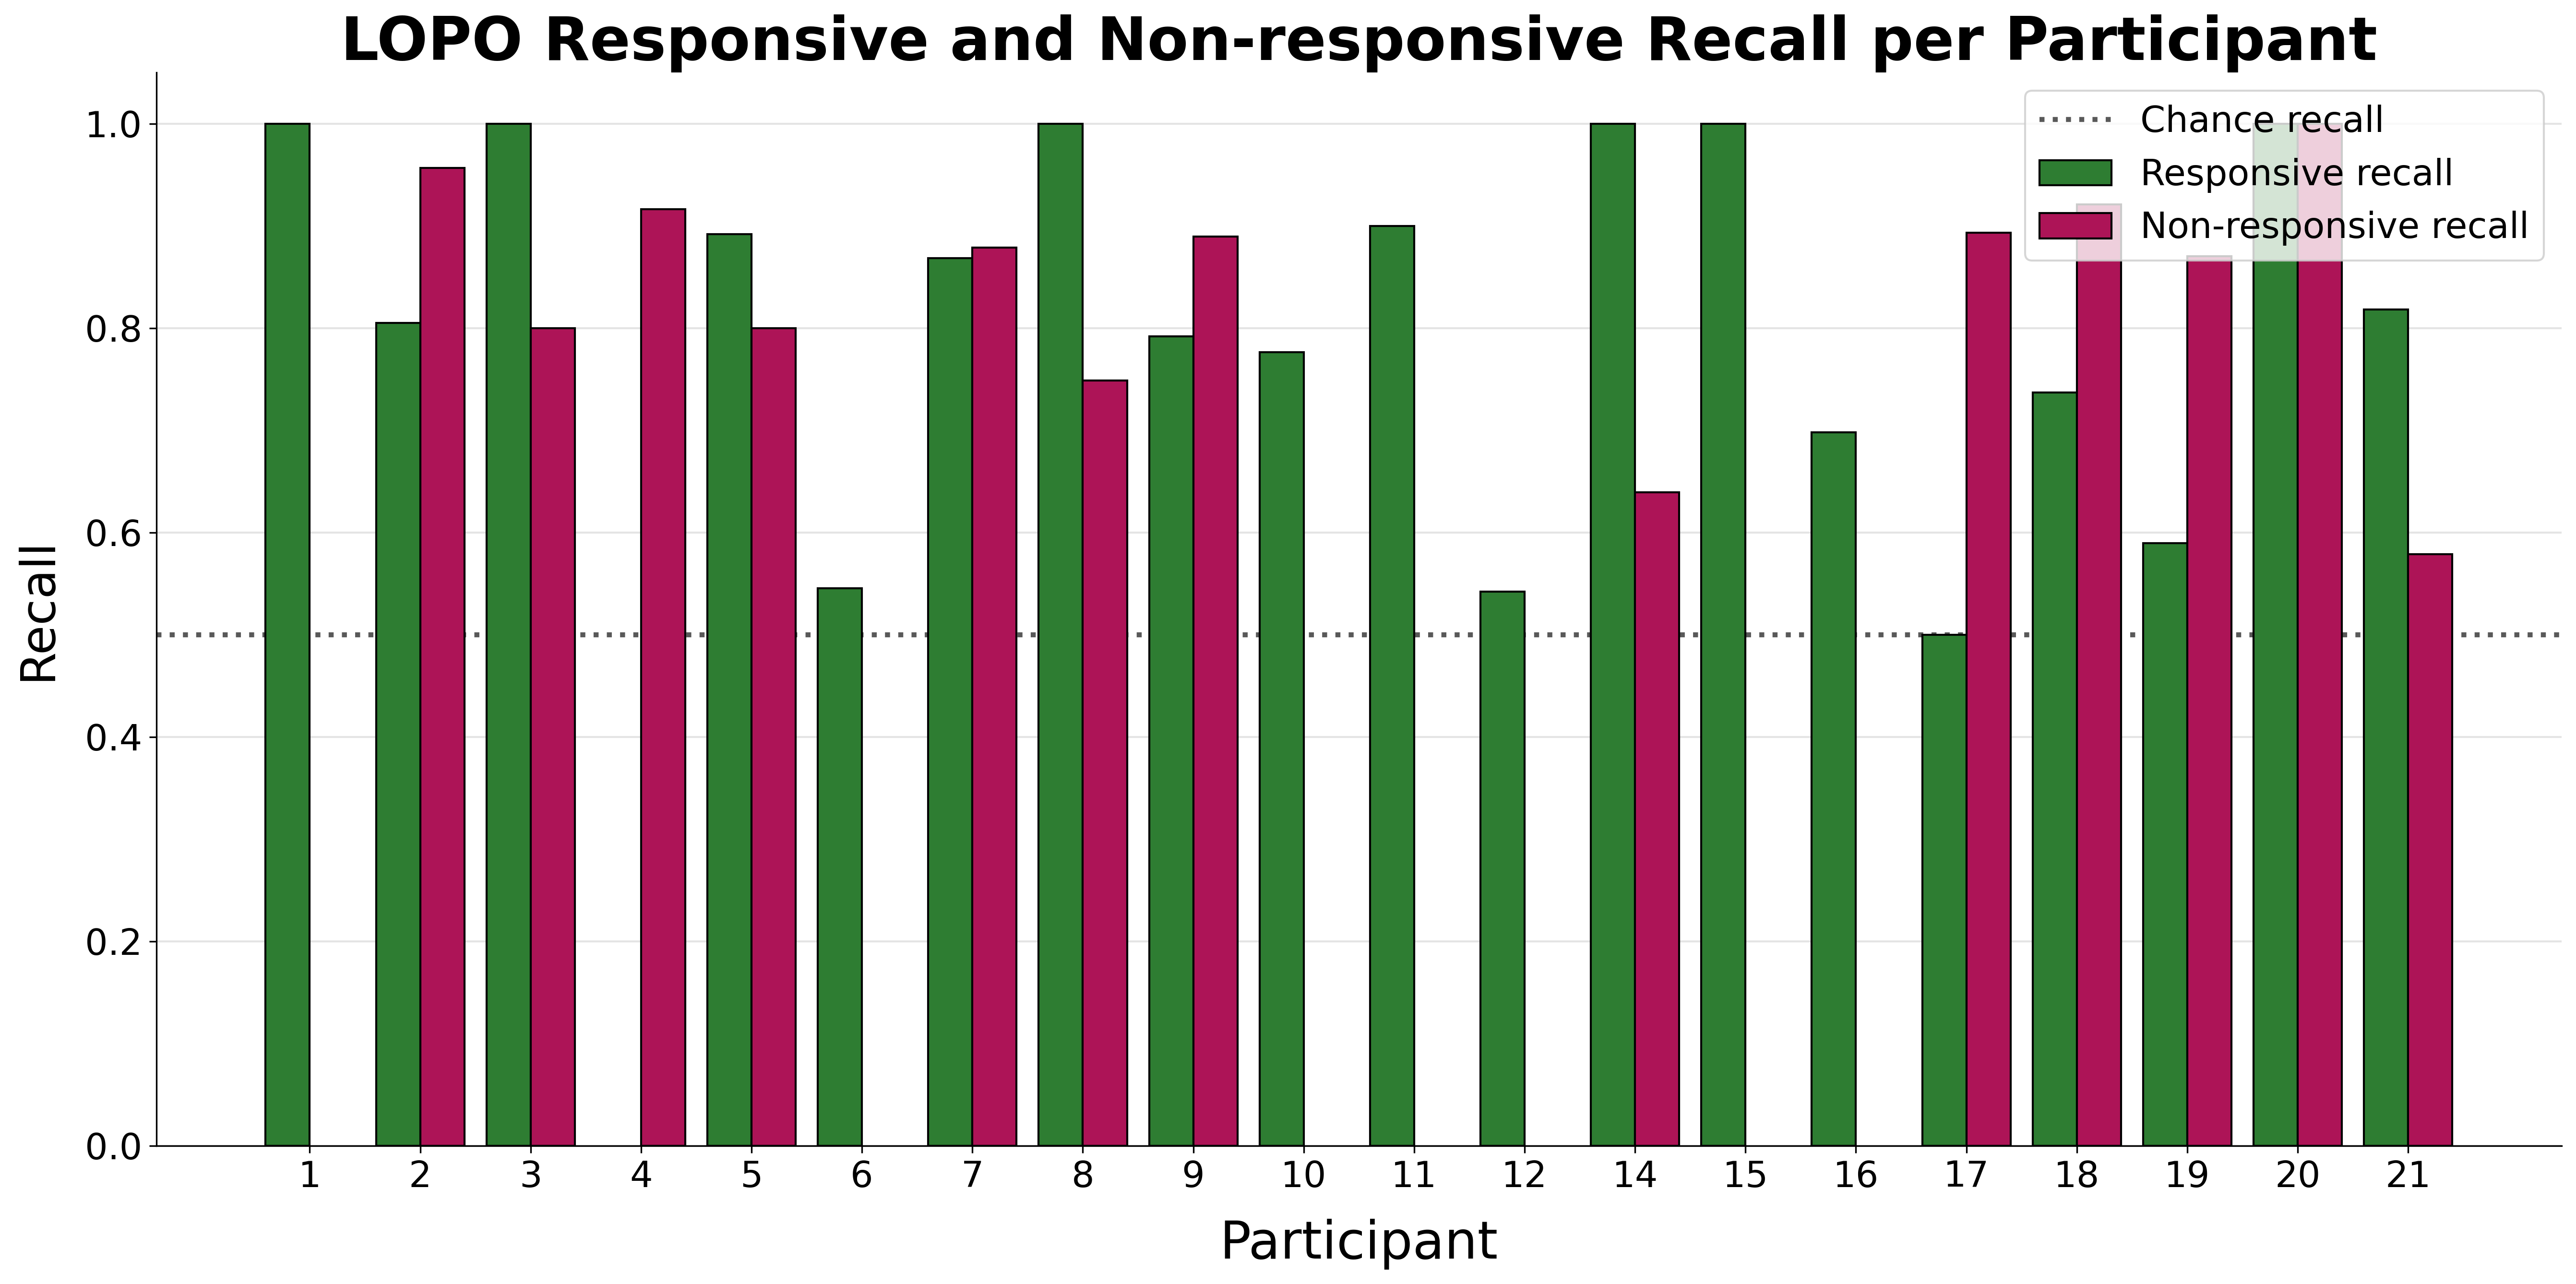 LOPO Responsive and Non-responsive Recall per Participant
Chance recall
Responsive recall
Non-responsive recall
1.0
0.8
0.6
0.4
0.2
0.0
Recall
1 2 3 4 5 6 7 8 9 10 11 12 14 15 16 17 18 19 20 21
Participant